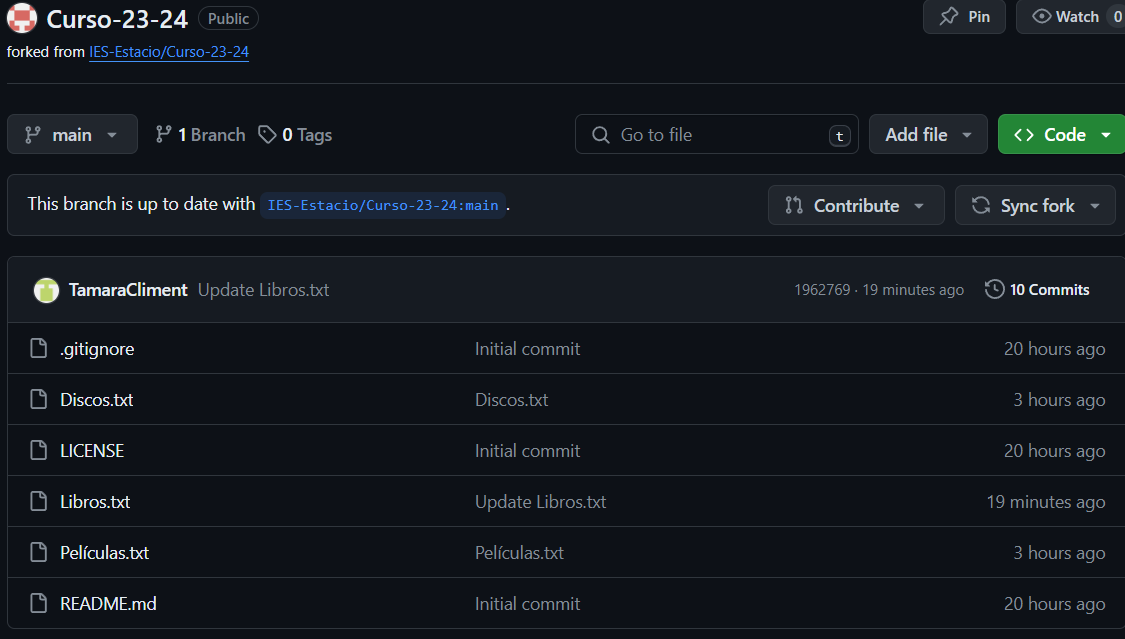 Curso-23-24 Public Pin Watch 0
forked from IES-Estacio/Curso-23-24
main 1 Branch 0 Tags Go to file t Add file Code
This branch is up to date with IES-Estacio/Curso-23-24:main . Contribute Sync fork
TamaraCliment Update Libros.txt 1962769 · 19 minutes ago 10 Commits
.gitignore Initial commit 20 hours ago
Discos.txt Discos.txt 3 hours ago
LICENSE Initial commit 20 hours ago
Libros.txt Update Libros.txt 19 minutes ago
Películas.txt Películas.txt 3 hours ago
README.md Initial commit 20 hours ago